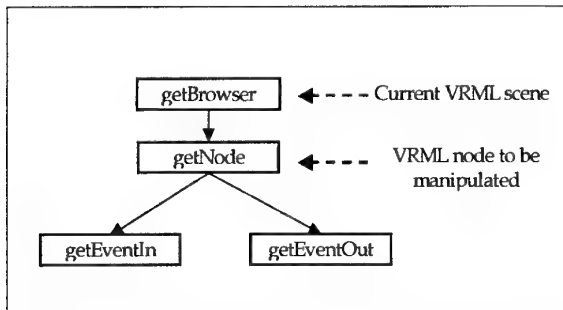 getBrowser
Current VRML scene
getNode
VRML node to be
manipulated
getEventIn
getEventOut